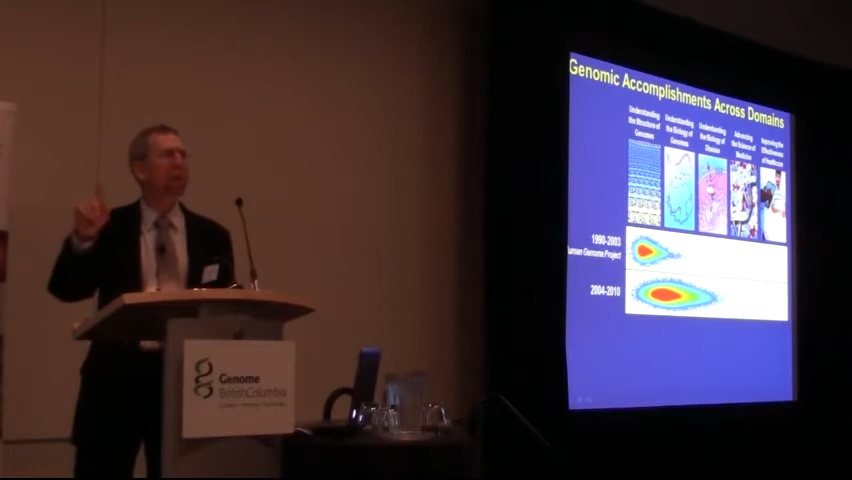 Genomic Accomplishments Across Domains
Understanding
the Structure of
Genomes
Understanding
the Biology of
Genomes
Understanding
the Biology of
Disease
Advancing
the Science of
Medicine
Improving the
Effectiveness
of Healthcare
1990-2003
Human Genome Project
2004-2010
Genome
BritishColumbia